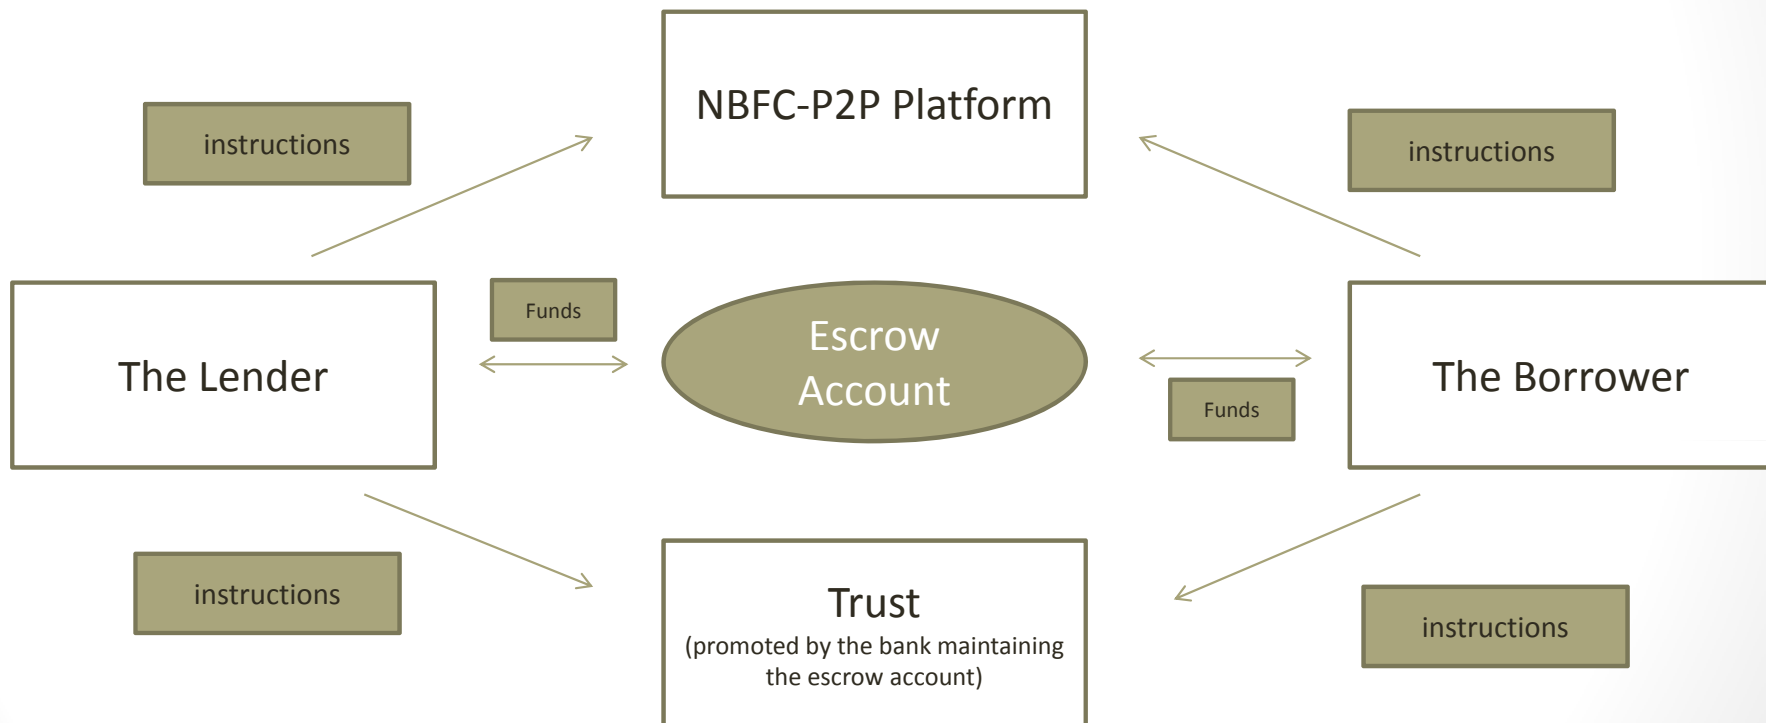 NBFC-P2P Platform
instructions
instructions
Funds
The Lender
Escrow
Account
The Borrower
Funds
instructions
Trust
(promoted by the bank maintaining
the escrow account)
instructions